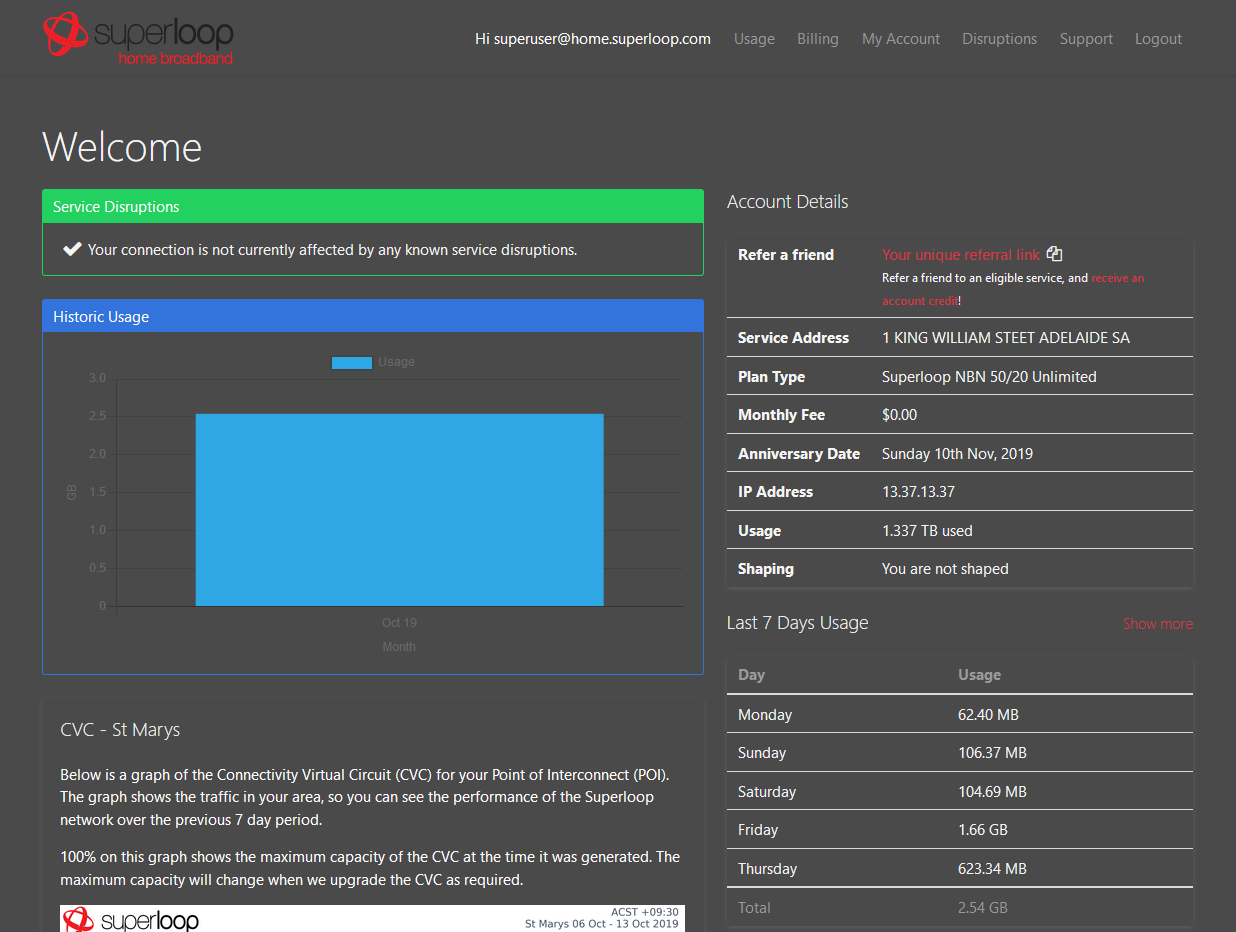 superloop
home broadband
Hi superuser@home.superloop.com Usage Billing My Account Disruptions Support Logout
Welcome
Service Disruptions
Your connection is not currently affected by any known service disruptions.
Historic Usage
Usage
3.0
2.5
2.0
1.5
1.0
0.5
0
GB
Oct 19
Month
CVC - St Marys
Below is a graph of the Connectivity Virtual Circuit (CVC) for your Point of Interconnect (POI).
The graph shows the traffic in your area, so you can see the performance of the Superloop
network over the previous 7 day period.
100% on this graph shows the maximum capacity of the CVC at the time it was generated. The
maximum capacity will change when we upgrade the CVC as required.
superloop
ACST +09:30
St Marys 06 Oct - 13 Oct 2019
Account Details
Refer a friend Your unique referral link
Refer a friend to an eligible service, and receive an
account credit!
Service Address 1 KING WILLIAM STEET ADELAIDE SA
Plan Type Superloop NBN 50/20 Unlimited
Monthly Fee $0.00
Anniversary Date Sunday 10th Nov, 2019
IP Address 13.37.13.37
Usage 1.337 TB used
Shaping You are not shaped
Last 7 Days Usage Show more
Day Usage
Monday 62.40 MB
Sunday 106.37 MB
Saturday 104.69 MB
Friday 1.66 GB
Thursday 623.34 MB
Total 2.54 GB